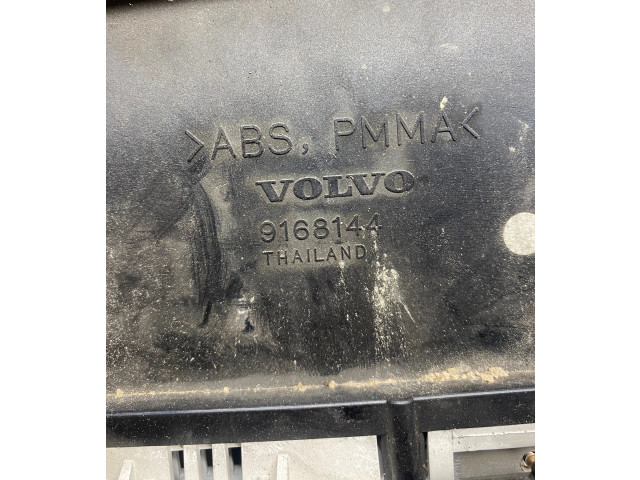 >ABS, PMMA<
VOLVO
9168144
THAILAND